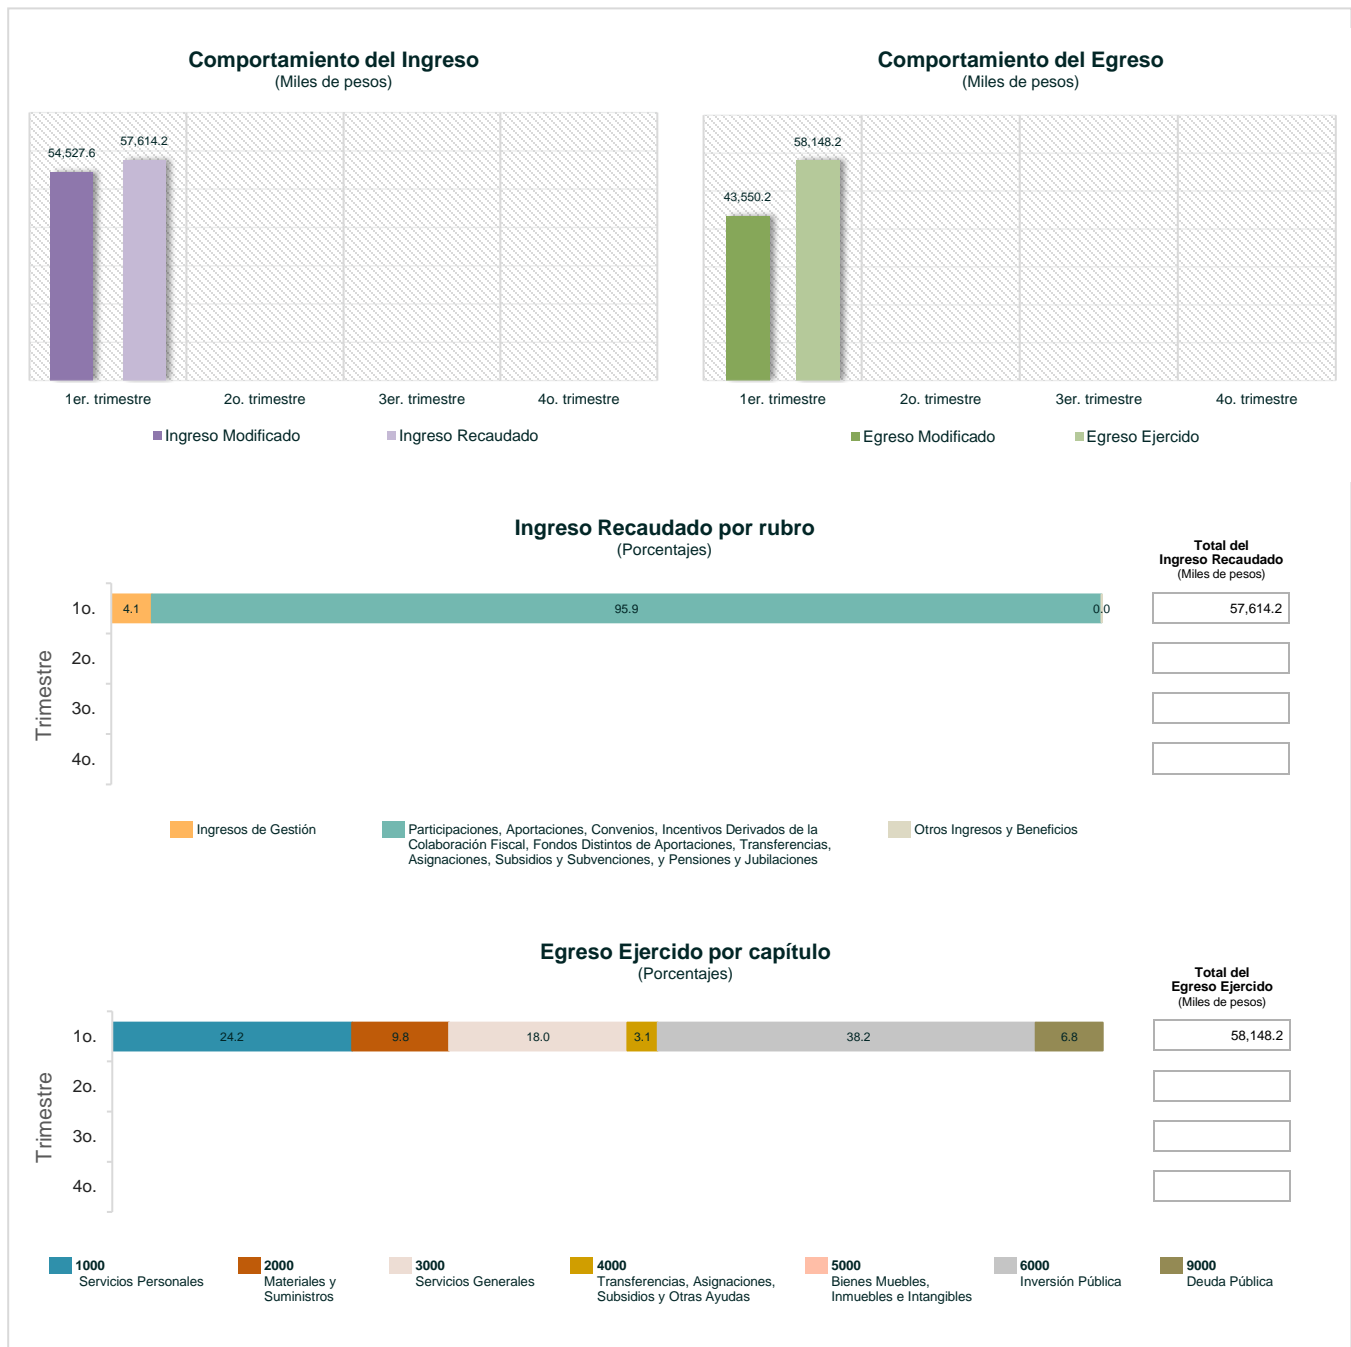 Comportamiento del Ingreso
(Miles de pesos)
54,527.6
57,614.2
1er. trimestre
2o. trimestre
3er. trimestre
4o. trimestre
Ingreso Modificado
Ingreso Recaudado
Comportamiento del Egreso
(Miles de pesos)
43,550.2
58,148.2
1er. trimestre
2o. trimestre
3er. trimestre
4o. trimestre
Egreso Modificado
Egreso Ejercido
Ingreso Recaudado por rubro
(Porcentajes)
Total del
Ingreso Recaudado
(Miles de pesos)
Trimestre
1o.
4.1
95.9
0.0
57,614.2
2o.
3o.
4o.
Ingresos de Gestión
Participaciones, Aportaciones, Convenios, Incentivos Derivados de la
Colaboración Fiscal, Fondos Distintos de Aportaciones, Transferencias,
Asignaciones, Subsidios y Subvenciones, y Pensiones y Jubilaciones
Otros Ingresos y Beneficios
Egreso Ejercido por capítulo
(Porcentajes)
Total del
Egreso Ejercido
(Miles de pesos)
Trimestre
1o.
24.2
9.8
18.0
3.1
38.2
6.8
58,148.2
2o.
3o.
4o.
1000
Servicios Personales
2000
Materiales y
Suministros
3000
Servicios Generales
4000
Transferencias, Asignaciones,
Subsidios y Otras Ayudas
5000
Bienes Muebles,
Inmuebles e Intangibles
6000
Inversión Pública
9000
Deuda Pública